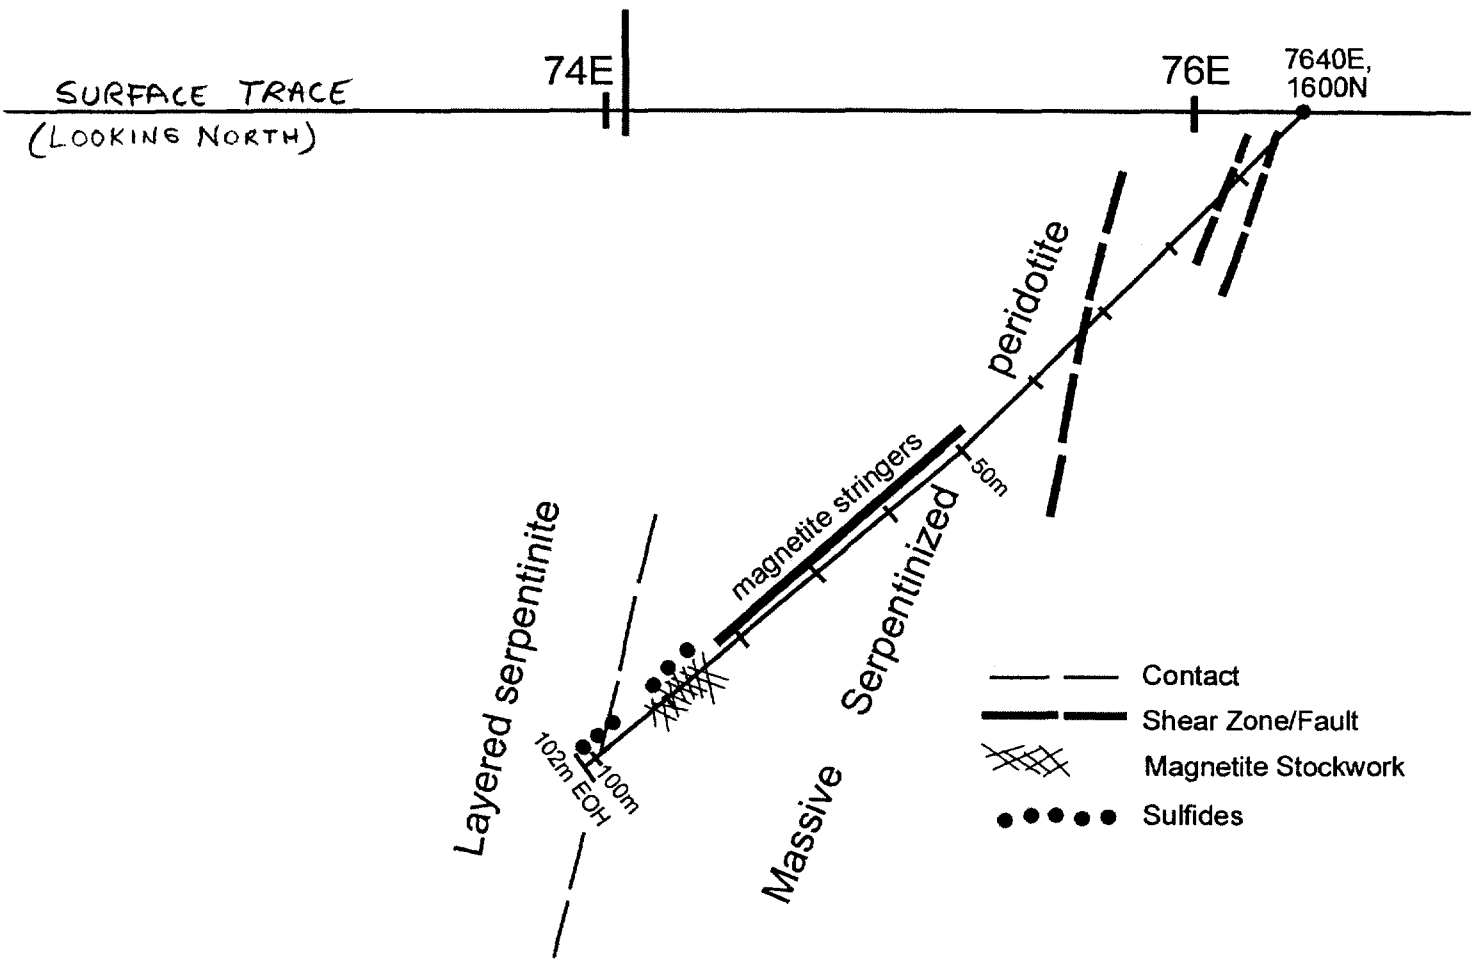 74E
76E
7640E,
1600N
SURFACE TRACE
(LOOKING NORTH)
peridotite
magnetite stringers
50m
Serpentinized
Massive
Layered serpentinite
100m
102m EOH
Contact
Shear Zone/Fault
Magnetite Stockwork
Sulfides